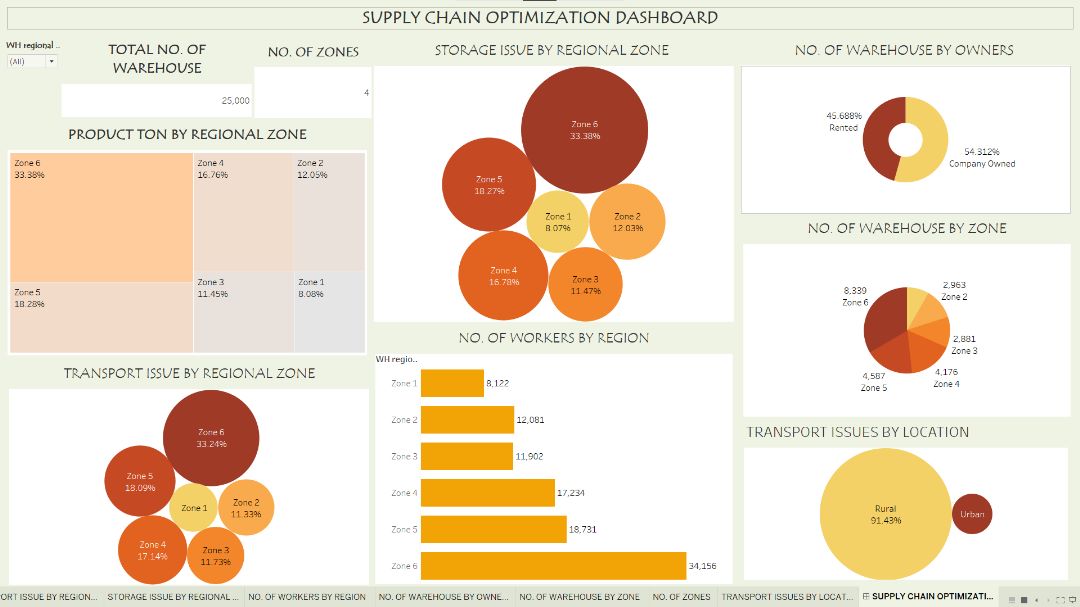 SUPPLY CHAIN OPTIMIZATION DASHBOARD
WH regional ..
(All)
TOTAL NO. OF
WAREHOUSE
25,000
NO. OF ZONES
4
PRODUCT TON BY REGIONAL ZONE
Zone 6
33.38%
Zone 4
16.76%
Zone 2
12.05%
Zone 5
18.28%
Zone 3
11.45%
Zone 1
8.08%
TRANSPORT ISSUE BY REGIONAL ZONE
Zone 6
33.24%
Zone 5
18.09%
Zone 1
Zone 2
11.33%
Zone 4
17.14%
Zone 3
11.73%
STORAGE ISSUE BY REGIONAL ZONE
Zone 6
33.38%
Zone 5
18.27%
Zone 1
8.07%
Zone 2
12.03%
Zone 4
16.78%
Zone 3
11.47%
NO. OF WORKERS BY REGION
WH regio..
Zone 1 8,122
Zone 2 12,081
Zone 3 11,902
Zone 4 17,234
Zone 5 18,731
Zone 6 34,156
NO. OF WAREHOUSE BY OWNERS
45.688%
Rented
54.312%
Company Owned
NO. OF WAREHOUSE BY ZONE
8,339
Zone 6
2,963
Zone 2
2,881
Zone 3
4,176
Zone 4
4,587
Zone 5
TRANSPORT ISSUES BY LOCATION
Rural
91.43%
Urban
ORT ISSUE BY REGION... STORAGE ISSUE BY REGIONAL ... NO. OF WORKERS BY REGION NO. OF WAREHOUSE BY OWNE... NO. OF WAREHOUSE BY ZONE NO. OF ZONES TRANSPORT ISSUES BY LOCAT... SUPPLY CHAIN OPTIMIZATI...